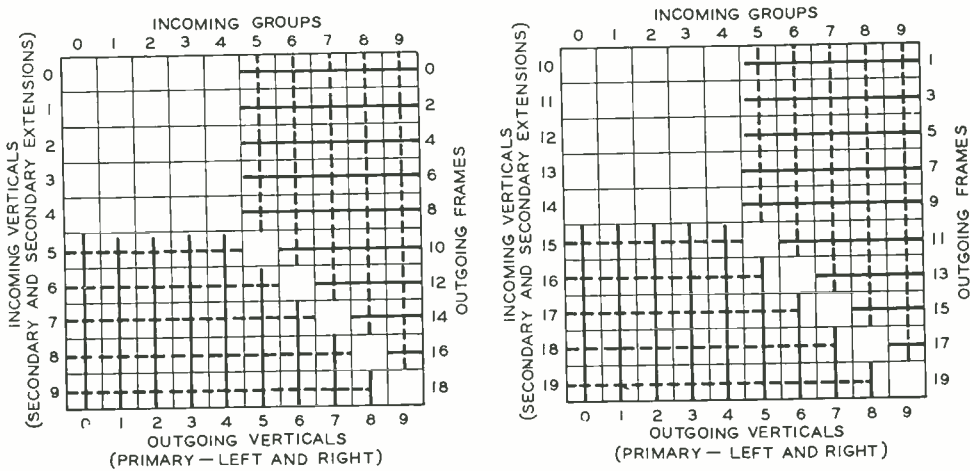 INCOMING GROUPS
0 1 2 3 4 5 6 7 8 9
INCOMING VERTICALS
(SECONDARY AND SECONDARY EXTENSIONS)
0
1
2
3
4
5
6
7
8
9
0
2
4
6
8
10
12
14
16
18
OUTGOING FRAMES
0 1 2 3 4 5 6 7 8 9
OUTGOING VERTICALS
(PRIMARY — LEFT AND RIGHT)
INCOMING GROUPS
0 1 2 3 4 5 6 7 8 9
INCOMING VERTICALS
(SECONDARY AND SECONDARY EXTENSIONS)
10
11
12
13
14
15
16
17
18
19
1
3
5
7
9
11
13
15
17
19
OUTGOING FRAMES
0 1 2 3 4 5 6 7 8 9
OUTGOING VERTICALS
(PRIMARY — LEFT AND RIGHT)